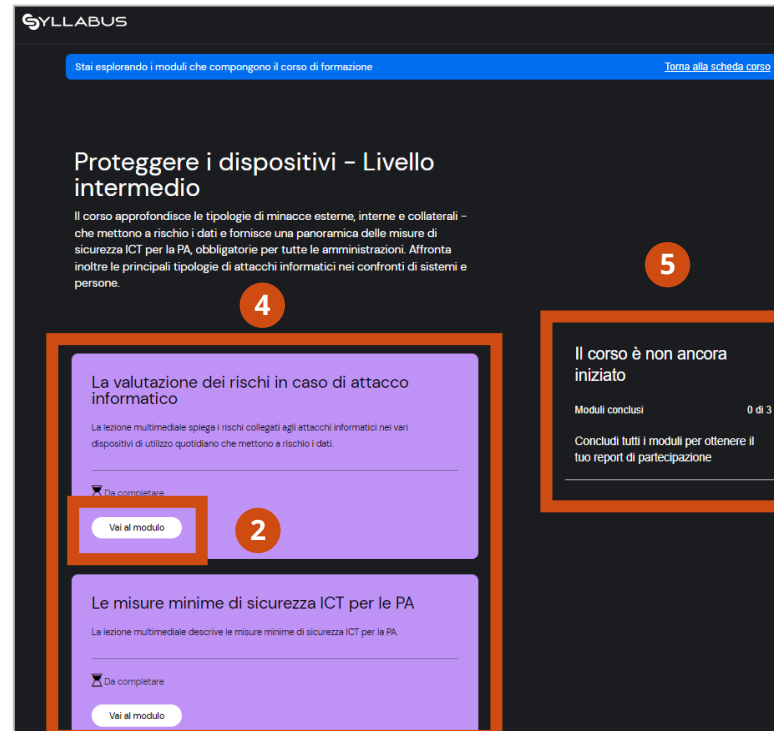 SYLLABUS
Stai esplorando i moduli che compongono il corso di formazione
Torna alla scheda corso
Proteggere i dispositivi – Livello
intermedio
Il corso approfondisce le tipologie di minacce esterne, interne e collaterali –
che mettono a rischio i dati e fornisce una panoramica delle misure di
sicurezza ICT per la PA, obbligatorie per tutte le amministrazioni. Affronta
inoltre le principali tipologie di attacchi informatici nei confronti di sistemi e
persone.
4
La valutazione dei rischi in caso di attacco
informatico
La lezione multimediale spiega i rischi collegati agli attacchi informatici nei vari
dispositivi di utilizzo quotidiano che mettono a rischio i dati.
Da completare
Vai al modulo
2
Le misure minime di sicurezza ICT per le PA
La lezione multimediale descrive le misure minime di sicurezza ICT per la PA.
Da completare
Vai al modulo
5
Il corso è non ancora
iniziato
Moduli conclusi
0 di 3
Concludi tutti i moduli per ottenere il
tuo report di partecipazione